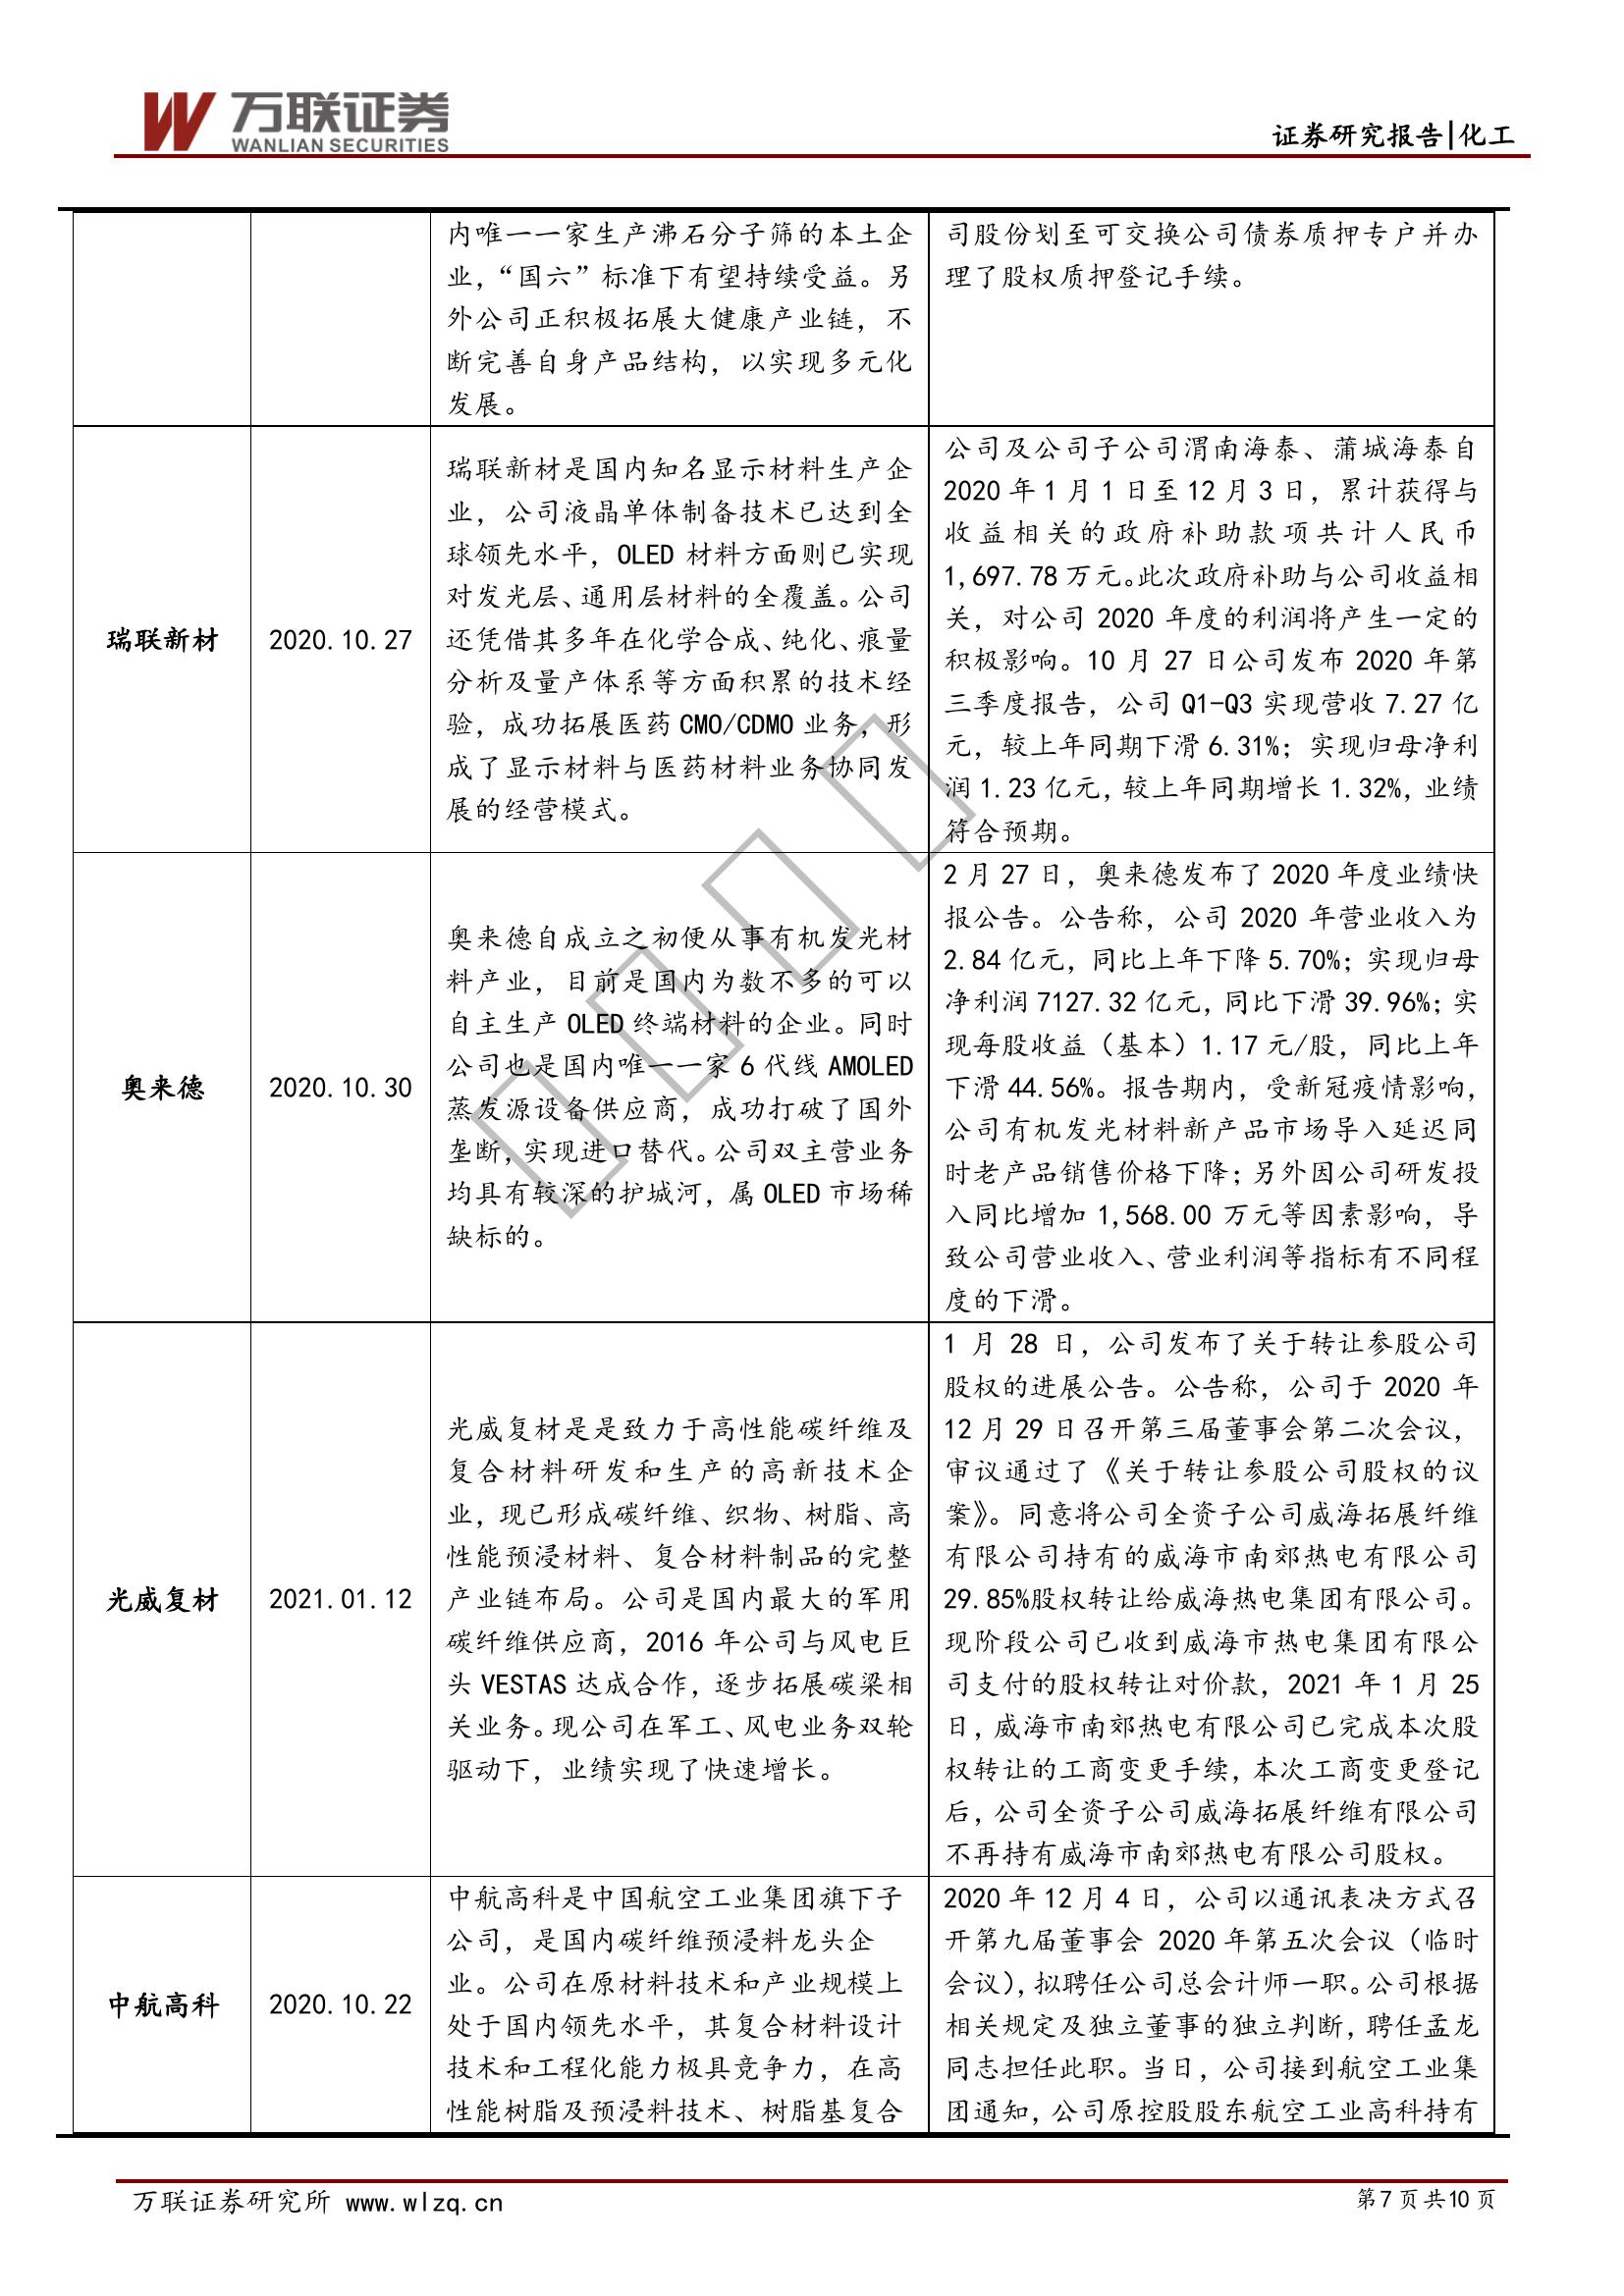 万联证券
WANLIAN SECURITIES
证券研究报告|化工
内唯一一家生产沸石分子筛的本土企
业，“国六”标准下有望持续受益。另
外公司正积极拓展大健康产业链，不
断完善自身产品结构，以实现多元化
发展。
司股份划至可交换公司债券质押专户并办
理了股权质押登记手续。
瑞联新材
2020.10.27
瑞联新材是国内知名显示材料生产企
业，公司液晶单体制备技术已达到全
球领先水平，OLED 材料方面则已实现
对发光层、通用层材料的全覆盖。公司
还凭借其多年在化学合成、纯化、痕量
分析及量产体系等方面积累的技术经
验，成功拓展医药 CMO/CDMO 业务，形
成了显示材料与医药材料业务协同发
展的经营模式。
公司及公司子公司渭南海泰、蒲城海泰自
2020 年 1 月 1 日至 12 月 3 日，累计获得与
收益相关的政府补助款项共计人民币
1,697.78 万元。此次政府补助与公司收益相
关，对公司 2020 年度的利润将产生一定的
积极影响。10 月 27 日公司发布 2020 年第
三季度报告，公司 Q1-Q3 实现营收 7.27 亿
元，较上年同期下滑 6.31%；实现归母净利
润 1.23 亿元，较上年同期增长 1.32%，业绩
符合预期。
奥来德
2020.10.30
奥来德自成立之初便从事有机发光材
料产业，目前是国内为数不多的可以
自主生产 OLED 终端材料的企业。同时
公司也是国内唯一一家 6 代线 AMOLED
蒸发源设备供应商，成功打破了国外
垄断，实现进口替代。公司双主营业务
均具有较深的护城河，属 OLED 市场稀
缺标的。
2 月 27 日，奥来德发布了 2020 年度业绩快
报公告。公告称，公司 2020 年营业收入为
2.84 亿元，同比上年下降 5.70%；实现归母
净利润 7127.32 亿元，同比下滑 39.96%；实
现每股收益（基本）1.17 元/股，同比上年
下滑 44.56%。报告期内，受新冠疫情影响，
公司有机发光材料新产品市场导入延迟同
时老产品销售价格下降；另外因公司研发投
入同比增加 1,568.00 万元等因素影响，导
致公司营业收入、营业利润等指标有不同程
度的下滑。
光威复材
2021.01.12
光威复材是是致力于高性能碳纤维及
复合材料研发和生产的高新技术企
业，现已形成碳纤维、织物、树脂、高
性能预浸材料、复合材料制品的完整
产业链布局。公司是国内最大的军用
碳纤维供应商，2016 年公司与风电巨
头 VESTAS 达成合作，逐步拓展碳梁相
关业务。现公司在军工、风电业务双轮
驱动下，业绩实现了快速增长。
1 月 28 日，公司发布了关于转让参股公司
股权的进展公告。公告称，公司于 2020 年
12 月 29 日召开第三届董事会第二次会议，
审议通过了《关于转让参股公司股权的议
案》。同意将公司全资子公司威海拓展纤维
有限公司持有的威海市南郊热电有限公司
29.85%股权转让给威海热电集团有限公司。
现阶段公司已收到威海市热电集团有限公
司支付的股权转让对价款，2021 年 1 月 25
日，威海市南郊热电有限公司已完成本次股
权转让的工商变更手续，本次工商变更登记
后，公司全资子公司威海拓展纤维有限公司
不再持有威海市南郊热电有限公司股权。
中航高科
2020.10.22
中航高科是中国航空工业集团旗下子
公司，是国内碳纤维预浸料龙头企
业。公司在原材料技术和产业规模上
处于国内领先水平，其复合材料设计
技术和工程化能力极具竞争力，在高
性能树脂及预浸料技术、树脂基复合
2020 年 12 月 4 日，公司以通讯表决方式召
开第九届董事会 2020 年第五次会议（临时
会议），拟聘任公司总会计师一职。公司根据
相关规定及独立董事的独立判断，聘任孟龙
同志担任此职。当日，公司接到航空工业集
团通知，公司原控股股东航空工业高科持有
万联证券研究所 www.wlzq.cn
第 7 页 共 10 页